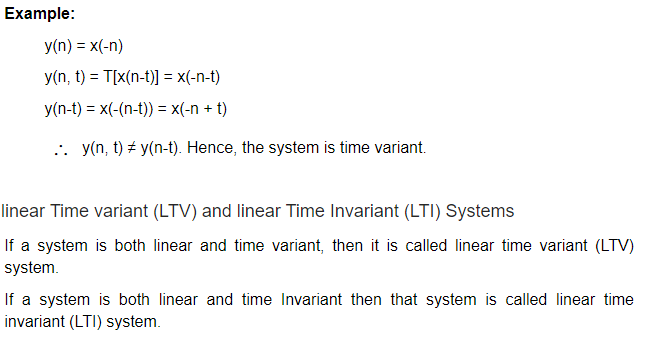 Example:
y(n) = x(-n)
y(n, t) = T[x(n-t)] = x(-n-t)
y(n-t) = x(-(n-t)) = x(-n + t)
∴ y(n, t) ≠ y(n-t). Hence, the system is time variant.
linear Time variant (LTV) and linear Time Invariant (LTI) Systems
If a system is both linear and time variant, then it is called linear time variant (LTV)
system.
If a system is both linear and time Invariant then that system is called linear time
invariant (LTI) system.